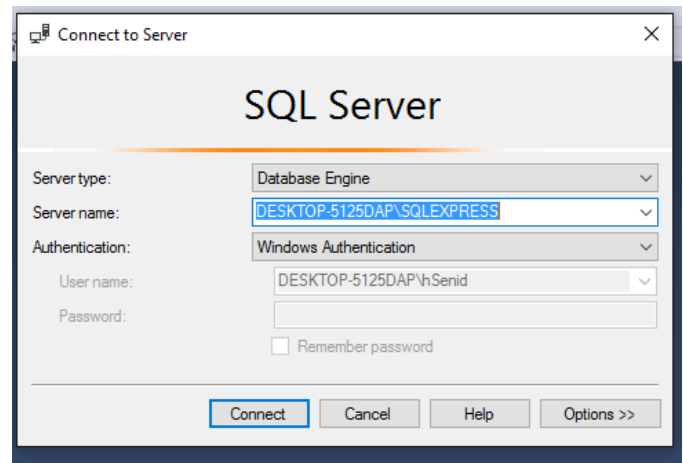 Connect to Server
SQL Server
Server type: Database Engine
Server name: DESKTOP-5125DAP\SQLEXPRESS
Authentication: Windows Authentication
User name: DESKTOP-5125DAP\hSenid
Password:
Remember password
Connect Cancel Help Options >>